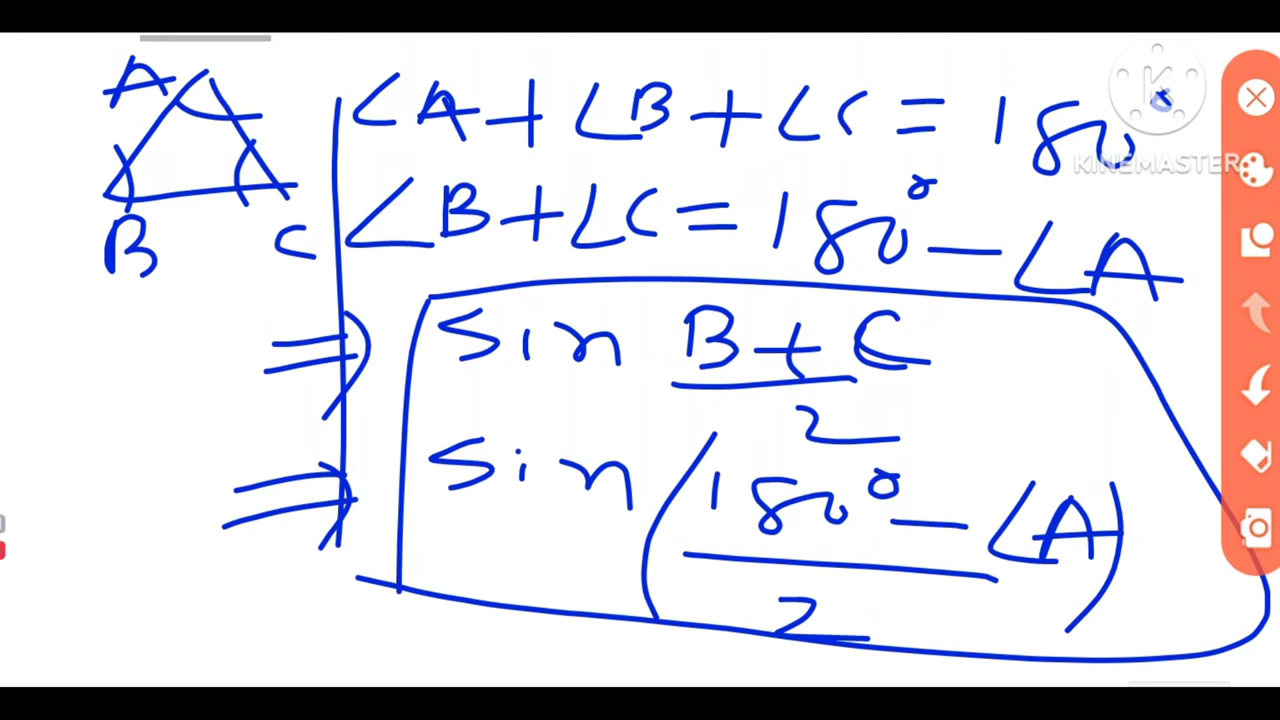 A
B C
∠A+∠B+∠C=180°
∠B+∠C=180°-∠A
⇒ Sin B+C
2
⇒ Sin (180°-∠A)
2
KINEMASTER